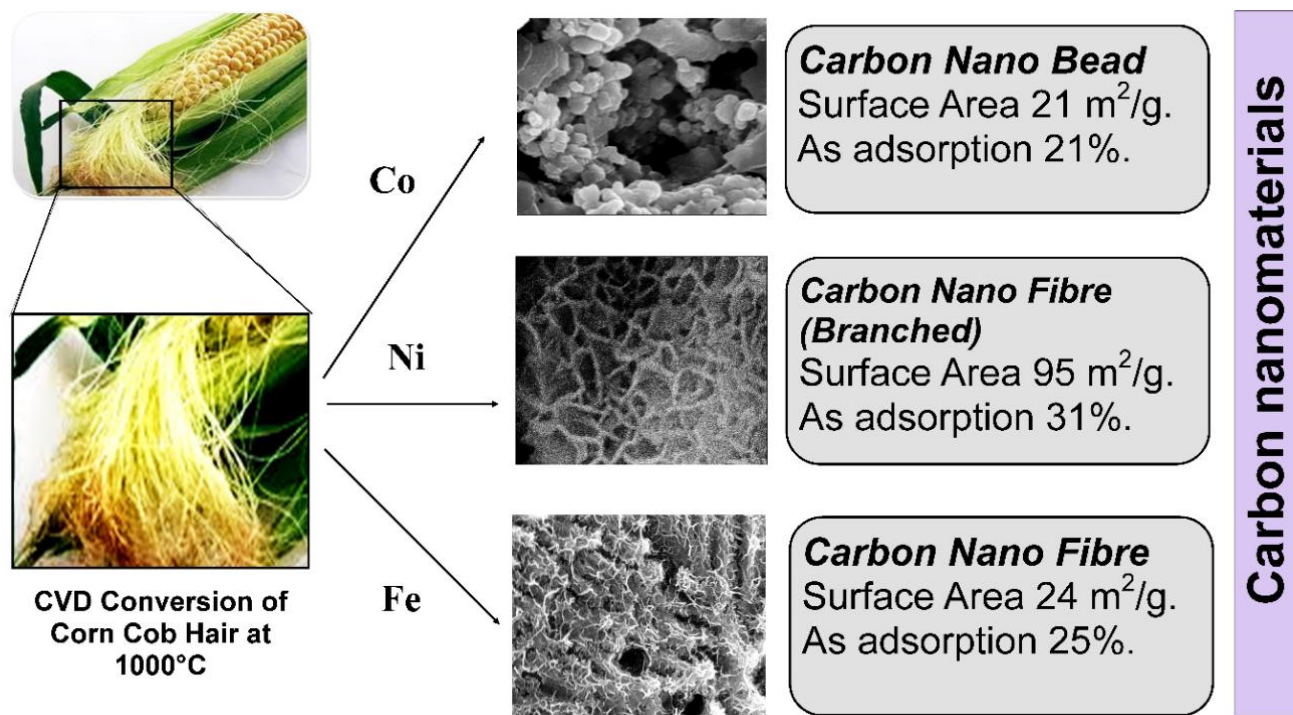 Co
Ni
Fe
CVD Conversion of
Corn Cob Hair at
1000°C
Carbon Nano Bead
Surface Area 21 m²/g.
As adsorption 21%.
Carbon Nano Fibre
(Branched)
Surface Area 95 m²/g.
As adsorption 31%.
Carbon Nano Fibre
Surface Area 24 m²/g.
As adsorption 25%.
Carbon nanomaterials